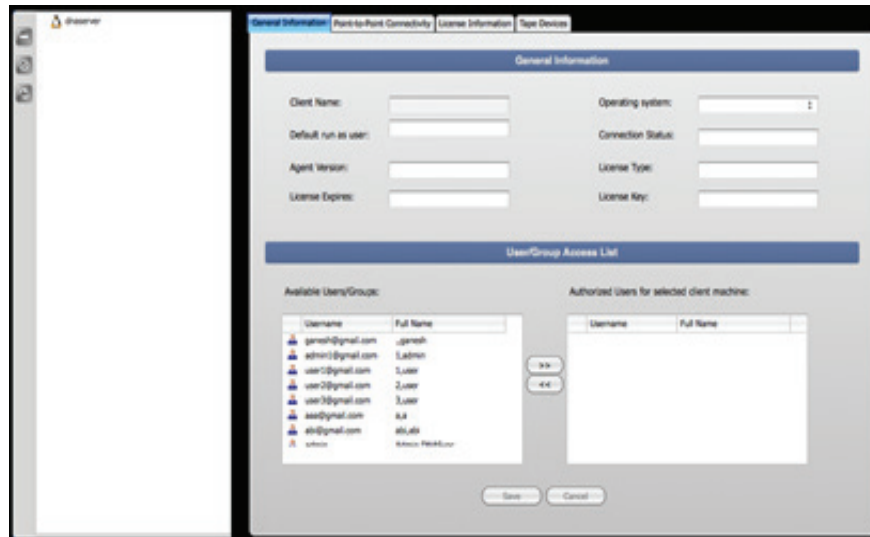 dnaserver
General Information Point-to-Point Connectivity License Information Tape Devices
General Information
Client Name: Operating system:
Default run as user: Connection Status:
Agent Version: License Type:
License Expires: License Key:
User/Group Access List
Available Users/Groups: Authorized Users for selected client machine:
Username Full Name Username Full Name
ganesh@gmail.com .,ganesh
admin1@gmail.com 1,admin
user1@gmail.com 1,user
>>
user2@gmail.com 2,user
<<
user3@gmail.com 3,user
aaa@gmail.com a,a
abi@gmail.com abi,abi
admin
Save Cancel